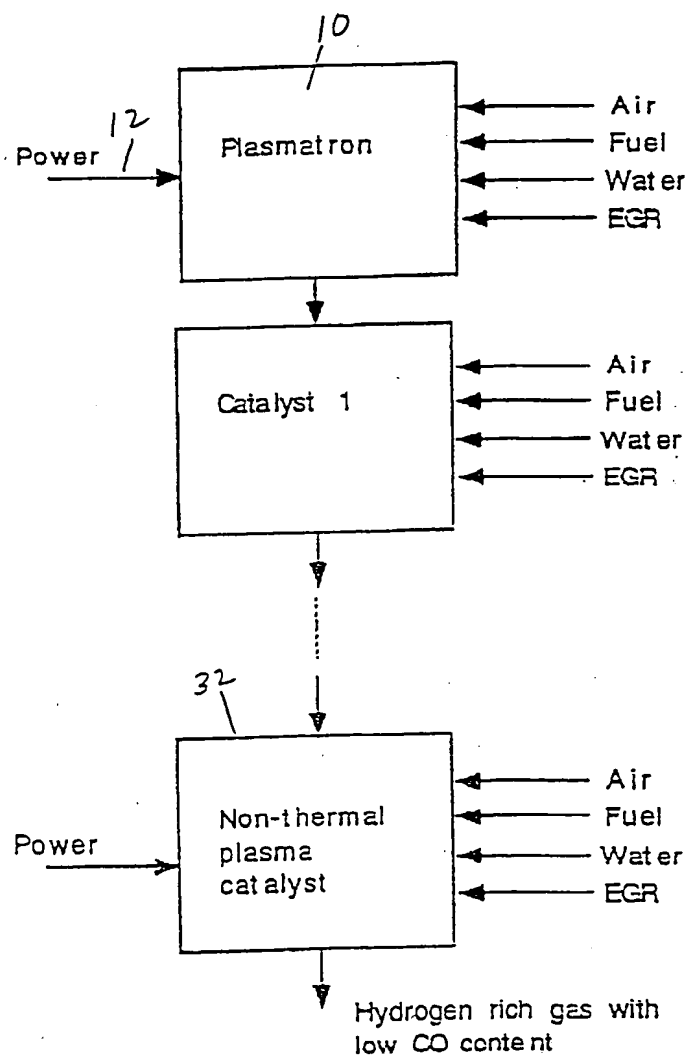 10
12
Power
Plasmatron
Air
Fuel
Water
EGR
Catalyst 1
Air
Fuel
Water
EGR
32
Power
Non-thermal
plasma
catalyst
Air
Fuel
Water
EGR
Hydrogen rich gas with
low CO content